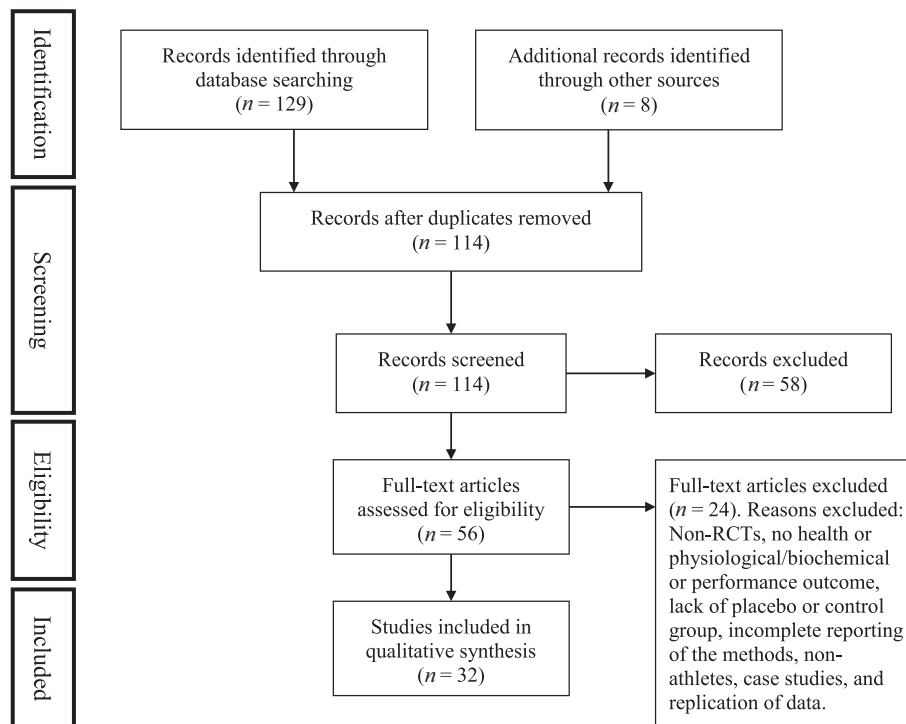 Identification
Records identified through
database searching
(n = 129)
Additional records identified
through other sources
(n = 8)
Screening
Records after duplicates removed
(n = 114)
Records screened
(n = 114)
Records excluded
(n = 58)
Eligibility
Full-text articles
assessed for eligibility
(n = 56)
Full-text articles excluded
(n = 24). Reasons excluded:
Non-RCTs, no health or
physiological/biochemical
or performance outcome,
lack of placebo or control
group, incomplete reporting
of the methods, non-
athletes, case studies, and
replication of data.
Included
Studies included in
qualitative synthesis
(n = 32)